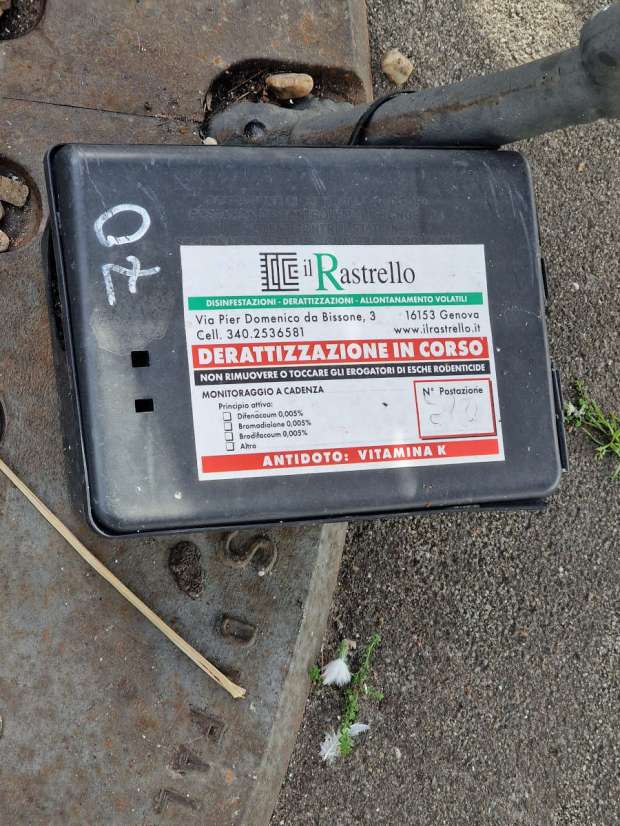 70
il Rastrello
DISINFESTAZIONI - DERATTIZZAZIONI - ALLONTANAMENTO VOLATILI
Via Pier Domenico da Bissone, 3 16153 Genova
Cell. 340.2536581 www.ilrastrello.it
DERATTIZZAZIONE IN CORSO
NON RIMUOVERE O TOCCARE GLI EROGATORI DI ESCHE RODENTICIDE
MONITORAGGIO A CADENZA
N° Postazione
Principio attivo:
Difenacoum 0,005%
Bromadiolone 0,005%
Brodifacoum 0,005%
Altro
ANTIDOTO: VITAMINA K